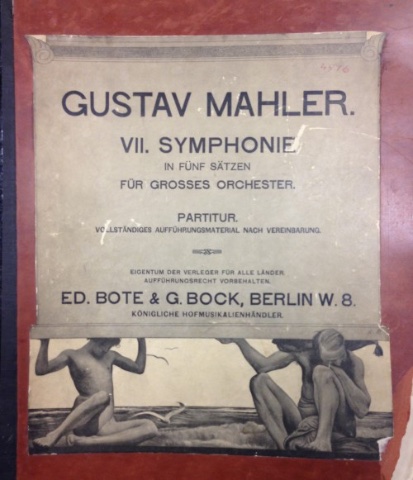 GUSTAV MAHLER.
VII. SYMPHONIE
IN FÜNF SÄTZEN
FÜR GROSSES ORCHESTER.
PARTITUR.
VOLLSTÄNDIGES AUFFÜHRUNGSMATERIAL NACH VEREINBARUNG.
EIGENTUM DER VERLEGER FÜR ALLE LÄNDER.
AUFFÜHRUNGSRECHT VORBEHALTEN.
ED. BOTE & G. BOCK, BERLIN W. 8.
KÖNIGLICHE HOFMUSIKALIENHÄNDLER.